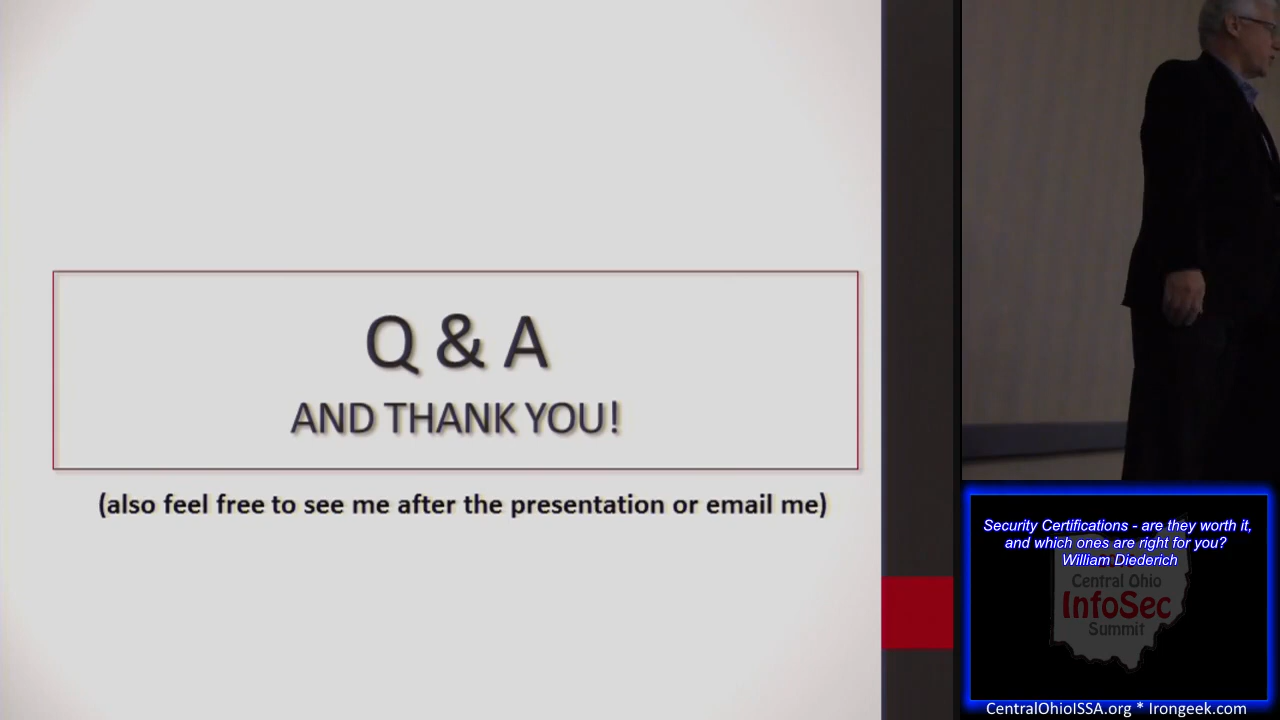 Q & A
AND THANK YOU!
(also feel free to see me after the presentation or email me)
Security Certifications - are they worth it,
and which ones are right for you?
William Diederich
Central Ohio
InfoSec
Summit
CentralOhioISSA.org * Irongeek.com